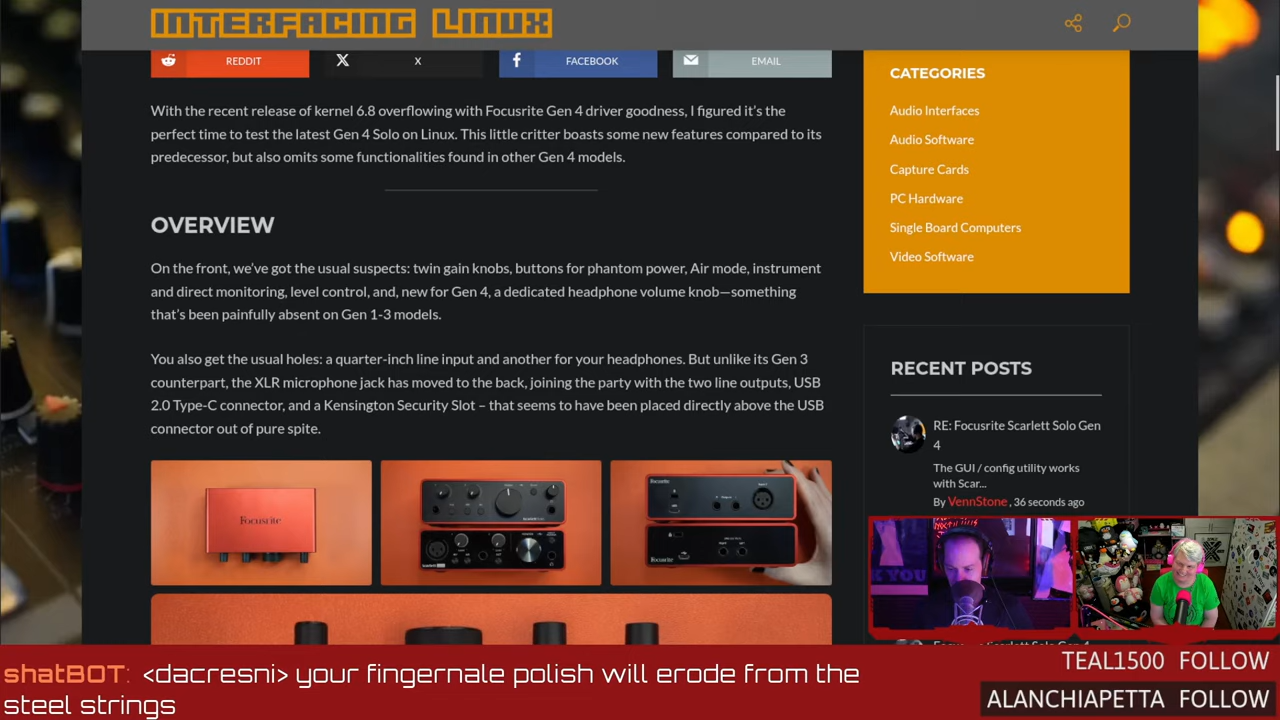 INTERFACING LINUX
REDDIT
X
FACEBOOK
EMAIL
With the recent release of kernel 6.8 overflowing with Focusrite Gen 4 driver goodness, I figured it's the
perfect time to test the latest Gen 4 Solo on Linux. This little critter boasts some new features compared to its
predecessor, but also omits some functionalities found in other Gen 4 models.
OVERVIEW
On the front, we've got the usual suspects: twin gain knobs, buttons for phantom power, Air mode, instrument
and direct monitoring, level control, and, new for Gen 4, a dedicated headphone volume knob—something
that's been painfully absent on Gen 1-3 models.
You also get the usual holes: a quarter-inch line input and another for your headphones. But unlike its Gen 3
counterpart, the XLR microphone jack has moved to the back, joining the party with the two line outputs, USB
2.0 Type-C connector, and a Kensington Security Slot – that seems to have been placed directly above the USB
connector out of pure spite.
Focusrite
CATEGORIES
Audio Interfaces
Audio Software
Capture Cards
PC Hardware
Single Board Computers
Video Software
RECENT POSTS
RE: Focusrite Scarlett Solo Gen
4
The GUI / config utility works
with Scar...
By VennStone , 36 seconds ago
shatBOT: <dacresni> your fingernale polish will erode from the
steel strings
TEAL1500 FOLLOW
ALANCHIAPETTA FOLLOW